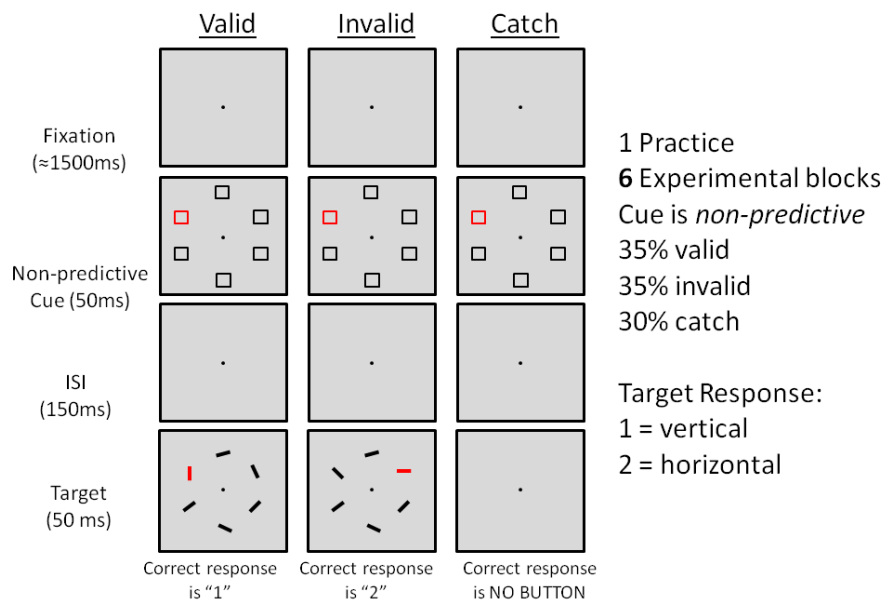 Valid
Invalid
Catch
Fixation
(≈1500ms)
Non-predictive
Cue (50ms)
ISI
(150ms)
Target
(50 ms)
Correct response
is “1”
Correct response
is “2”
Correct response
is NO BUTTON
1 Practice
6 Experimental blocks
Cue is non-predictive
35% valid
35% invalid
30% catch
Target Response:
1 = vertical
2 = horizontal